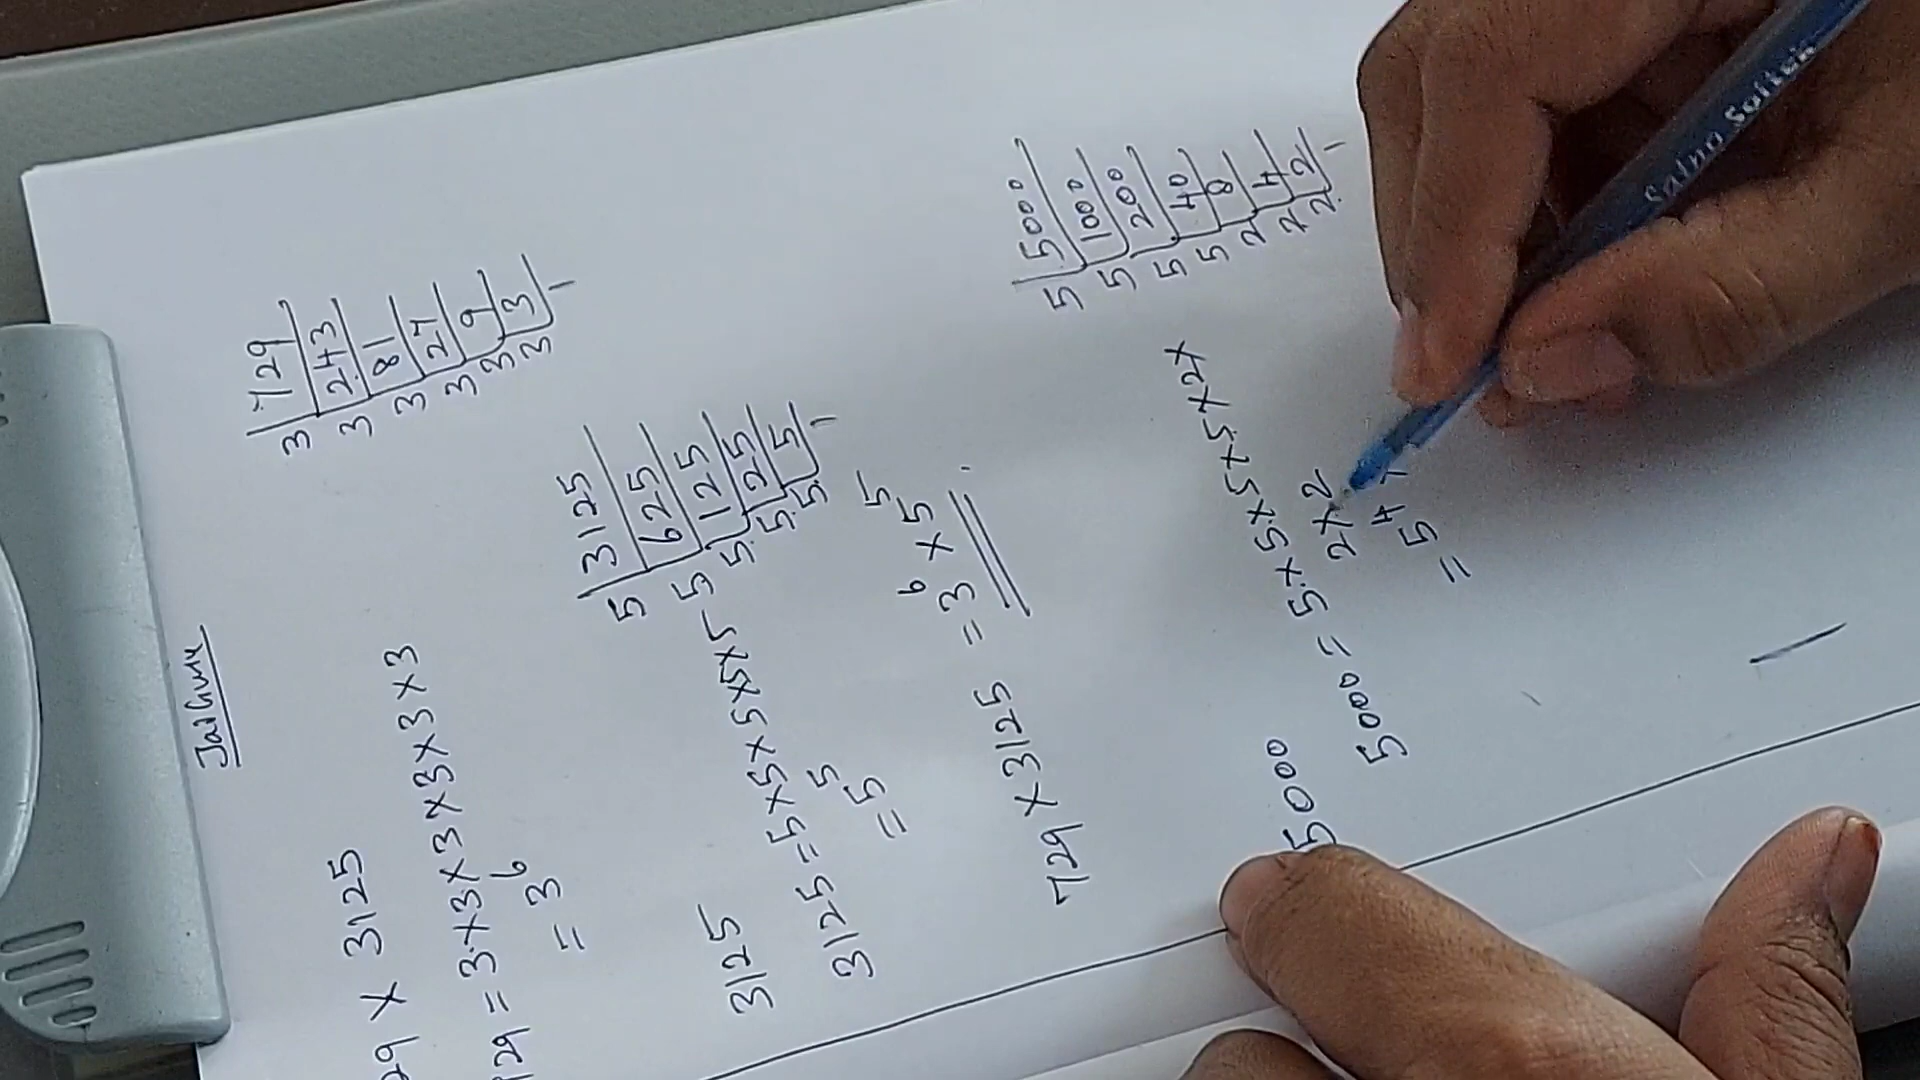 Jai Guru
29 × 3125
729 = 3×3×3×3×3×3
= 3⁶
3 | 729
3 | 243
3 | 81
3 | 27
3 | 9
3 | 3
1
3125
3125 = 5×5×5×5×5
= 5⁵
5 | 3125
5 | 625
5 | 125
5 | 25
5 | 5
1
729 × 3125 = 3⁶ × 5⁵
5000
5000 = 5×5×5×5×2×
2×2
= 5⁴ ×
5 | 5000
5 | 1000
5 | 200
5 | 40
2 | 8
2 | 4
2 | 2
1
Saino Softek